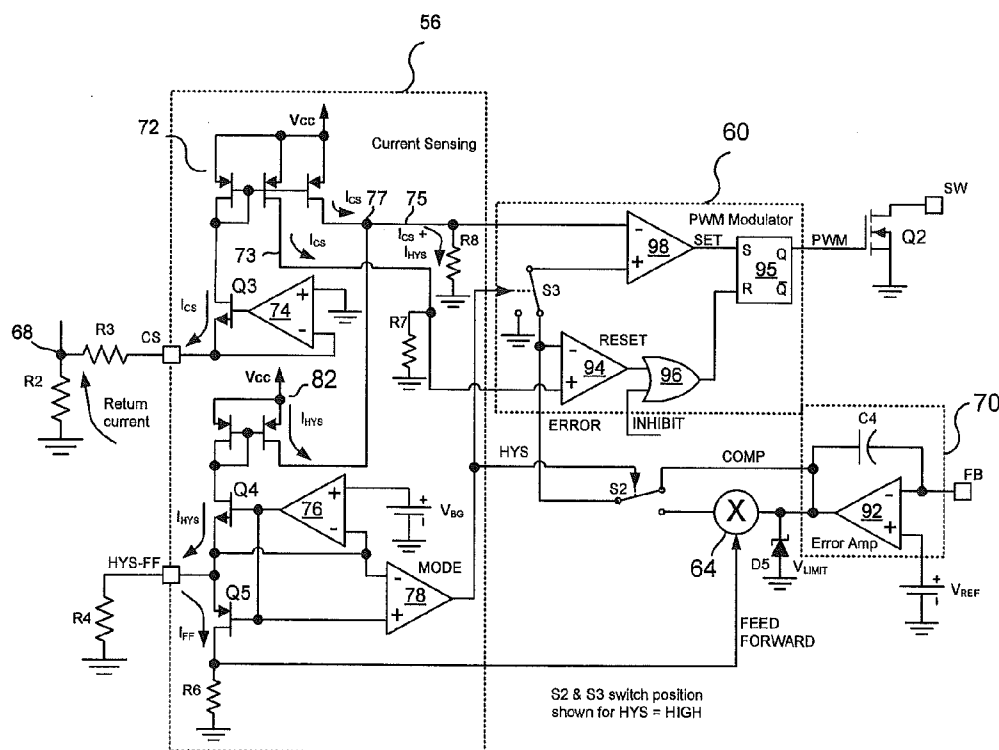 56
72
VCC
Current Sensing
60
ICS
77
75
SW
ICS +
IHYS
R8
73
ICS
98
SET
PWM Modulator
PWM
S
Q
95
R
Q̅
Q2
S3
Q3
ICS
74
+
-
R7
RESET
94
96
68
R3
CS
R2
Return
current
VCC
82
IHYS
ERROR
INHIBIT
70
HYS
COMP
C4
S2
FB
Q4
76
VBG
X
64
92
Error Amp
D5
VLIMIT
VREF
IHYS
HYS-FF
MODE
78
Q5
R4
IFF
R6
FEED
FORWARD
S2 & S3 switch position
shown for HYS = HIGH